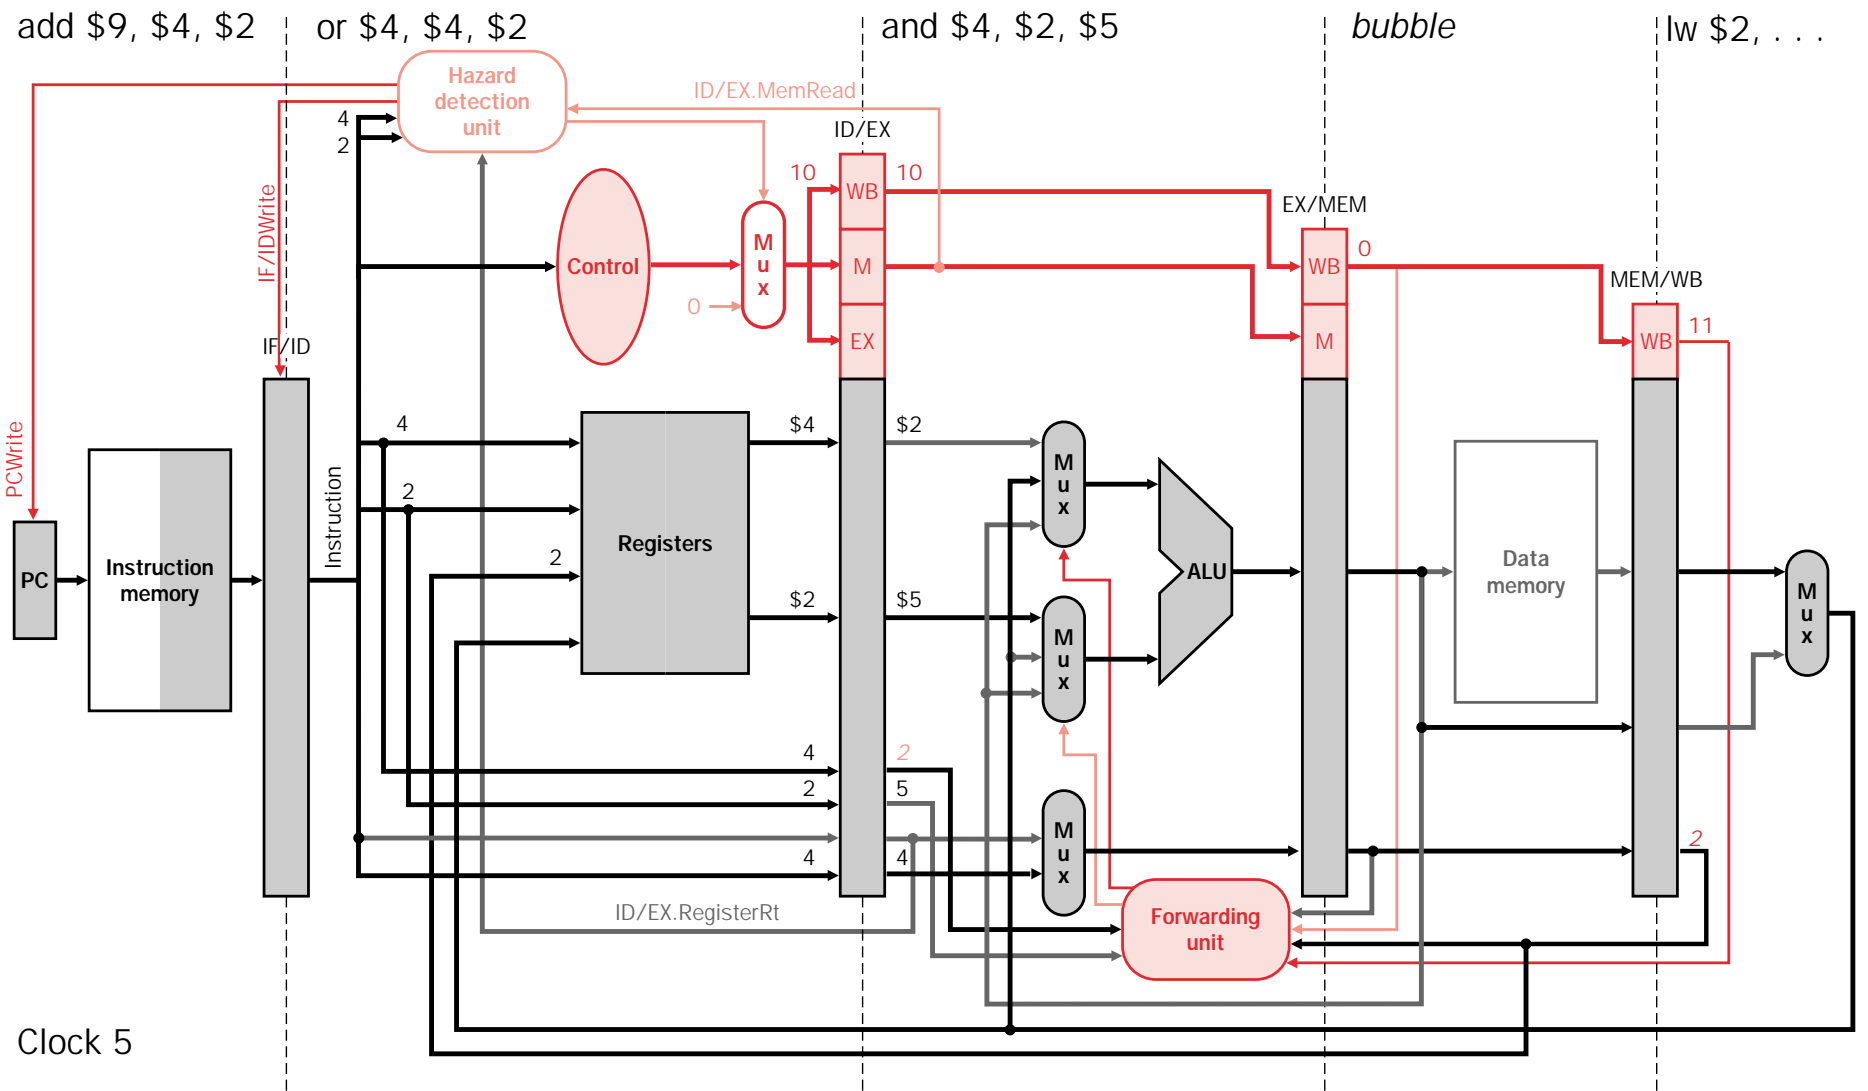 add $9, $4, $2
or $4, $4, $2
and $4, $2, $5
bubble
lw $2, . . .
Hazard
detection
unit
ID/EX.MemRead
4
2
ID/EX
10
WB
10
EX/MEM
IF/IDWrite
Control
M
u
x
M
WB
0
MEM/WB
0
IF/ID
EX
M
WB
11
PCWrite
4
$4
$2
M
u
x
Instruction
2
Registers
PC
Instruction
memory
2
ALU
Data
memory
M
u
x
$2
$5
M
u
x
4
2
2
5
M
u
x
2
4
4
ID/EX.RegisterRt
Forwarding
unit
Clock 5